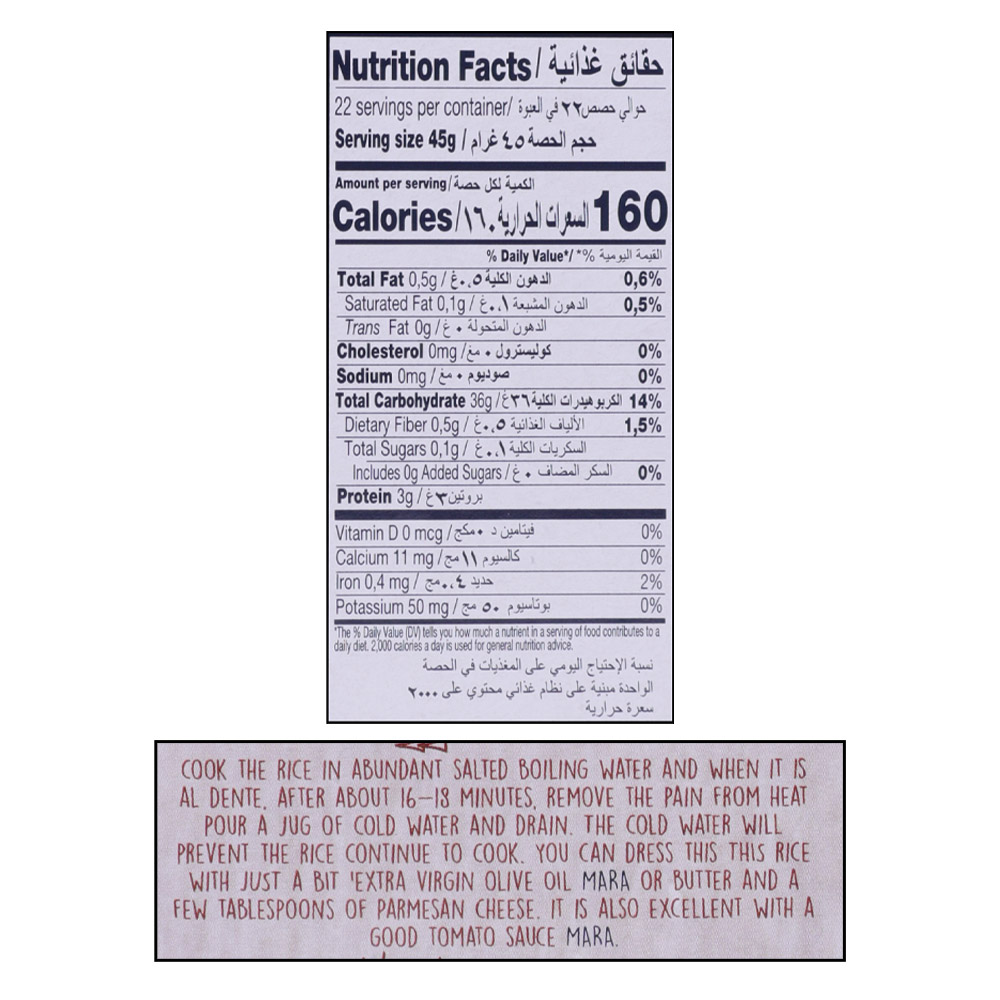 Nutrition Facts/ حقائق غذائية
22 servings per container/ حوالي حصص٢٢ في العبوة
Serving size 45g / حجم الحصة ٤٥ غرام
Amount per serving/ الكمية لكل حصة
Calories/١٦٠ السعرات الحرارية 160
% Daily Value*/ *% القيمة اليومية
Total Fat 0,5g / الدهون الكلية ٠،٥ غ 0,6%
Saturated Fat 0,1g / الدهون المشبعة ٠،١ غ 0,5%
Trans Fat 0g / الدهون المتحولة ٠ غ
Cholesterol 0mg / كوليسترول ٠ مغ 0%
Sodium 0mg / صوديوم ٠ مغ 0%
Total Carbohydrate 36g / الكربوهيدرات الكلية ٣٦غ 14%
Dietary Fiber 0,5g / الألياف الغذائية ٠،٥ غ 1,5%
Total Sugars 0,1g / السكريات الكلية ٠،١ غ
Includes 0g Added Sugars / السكر المضاف ٠ غ 0%
Protein 3g / بروتين ٣ غ
Vitamin D 0 mcg / فيتامين د ٠ مكج 0%
Calcium 11 mg / كالسيوم ١١ مج 0%
Iron 0,4 mg / حديد ٠،٤ مج 2%
Potassium 50 mg / بوتاسيوم ٥٠ مج 0%
*The % Daily Value (DV) tells you how much a nutrient in a serving of food contributes to a
daily diet. 2,000 calories a day is used for general nutrition advice.
نسبة الإحتياج اليومي على المغذيات في الحصة
الواحدة مبنية على نظام غذائي محتوي على ٢٠٠٠
سعرة حرارية
COOK THE RICE IN ABUNDANT SALTED BOILING WATER AND WHEN IT IS
AL DENTE, AFTER ABOUT 16–18 MINUTES, REMOVE THE PAIN FROM HEAT
POUR A JUG OF COLD WATER AND DRAIN. THE COLD WATER WILL
PREVENT THE RICE CONTINUE TO COOK. YOU CAN DRESS THIS THIS RICE
WITH JUST A BIT 'EXTRA VIRGIN OLIVE OIL MARA OR BUTTER AND A
FEW TABLESPOONS OF PARMESAN CHEESE. IT IS ALSO EXCELLENT WITH A
GOOD TOMATO SAUCE MARA.